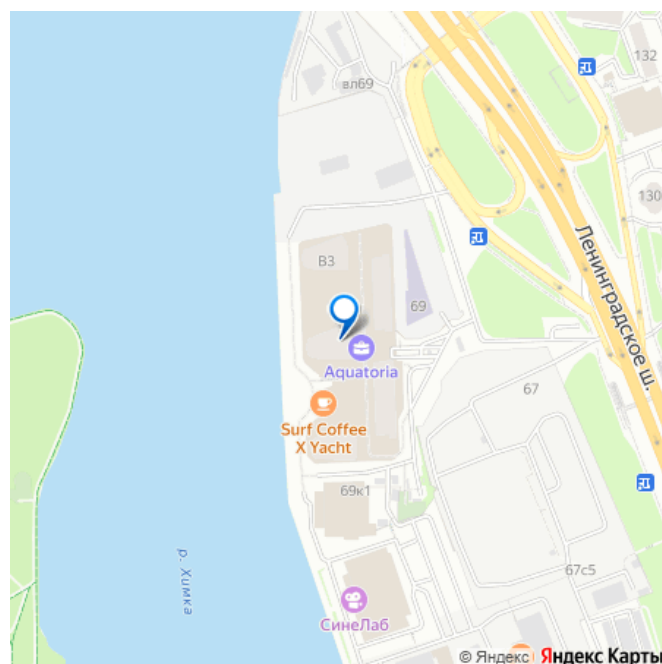 132
вл69
130
Ленинградское ш.
В3
69
Aquatoria
67
Surf Coffee
X Yacht
69к1
р. Химка
67с5
СинеЛаб
© Яндекс Яндекс Карты